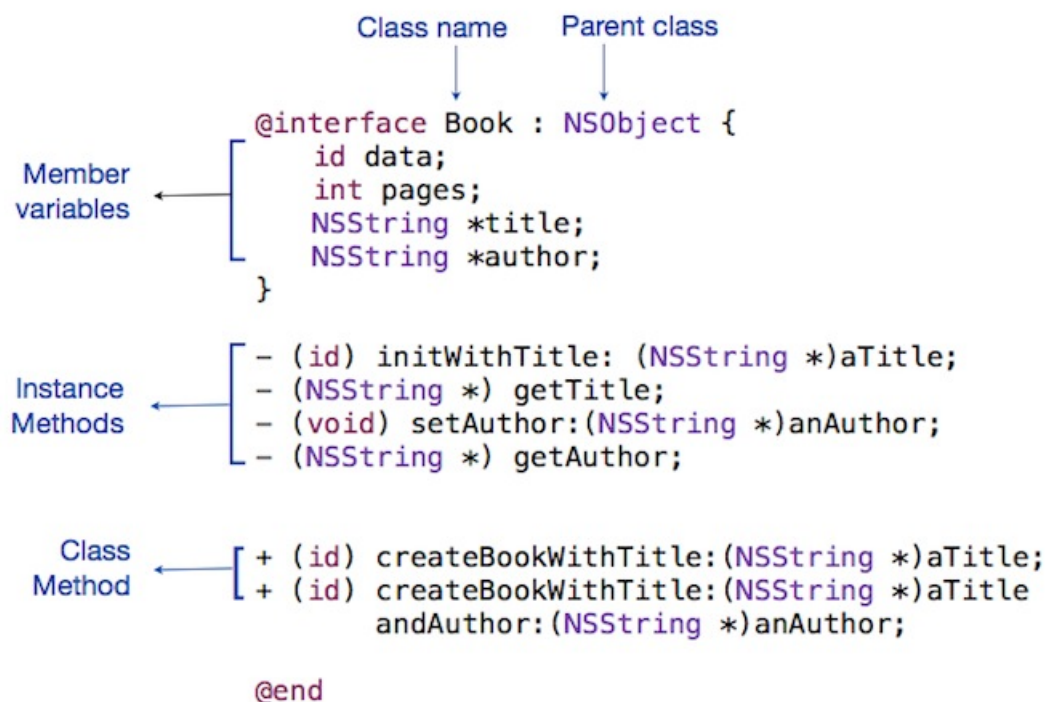 Class name Parent class
@interface Book : NSObject {
Member variables
id data;
int pages;
NSString *title;
NSString *author;
}
Instance Methods
- (id) initWithTitle: (NSString *)aTitle;
- (NSString *) getTitle;
- (void) setAuthor:(NSString *)anAuthor;
- (NSString *) getAuthor;
Class Method
+ (id) createBookWithTitle:(NSString *)aTitle;
+ (id) createBookWithTitle:(NSString *)aTitle
andAuthor:(NSString *)anAuthor;
@end